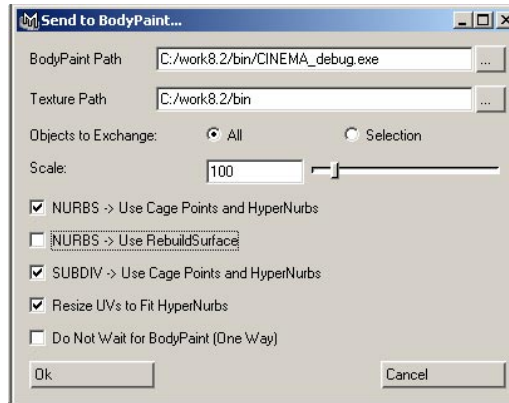 Send to BodyPaint...
BodyPaint Path C:/work8.2/bin/CINEMA_debug.exe ...
Texture Path C:/work8.2/bin ...
Objects to Exchange: All Selection
Scale: 100
NURBS -> Use Cage Points and HyperNurbs
NURBS -> Use RebuildSurface
SUBDIV -> Use Cage Points and HyperNurbs
Resize UVs to Fit HyperNurbs
Do Not Wait for BodyPaint (One Way)
Ok Cancel